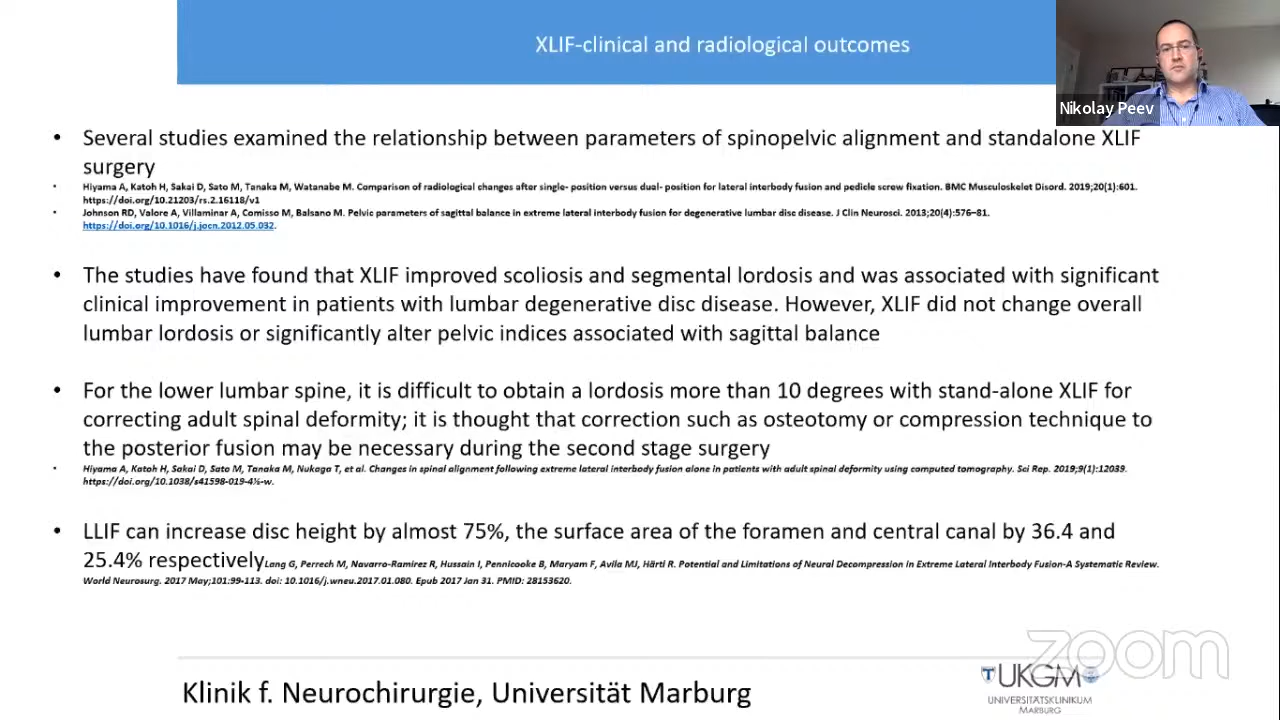 XLIF-clinical and radiological outcomes
Nikolay Peev
• Several studies examined the relationship between parameters of spinopelvic alignment and standalone XLIF
surgery
• Hiyama A, Katoh H, Sakai D, Sato M, Tanaka M, Watanabe M. Comparison of radiological changes after single- position versus dual- position for lateral interbody fusion and pedicle screw fixation. BMC Musculoskelet Disord. 2019;20(1):601.
https://doi.org/10.21203/rs.2.16118/v1
• Johnson RD, Valore A, Villaminar A, Comisso M, Balsano M. Pelvic parameters of sagittal balance in extreme lateral interbody fusion for degenerative lumbar disc disease. J Clin Neurosci. 2013;20(4):576–81.
https://doi.org/10.1016/j.jocn.2012.05.032.
• The studies have found that XLIF improved scoliosis and segmental lordosis and was associated with significant
clinical improvement in patients with lumbar degenerative disc disease. However, XLIF did not change overall
lumbar lordosis or significantly alter pelvic indices associated with sagittal balance
• For the lower lumbar spine, it is difficult to obtain a lordosis more than 10 degrees with stand-alone XLIF for
correcting adult spinal deformity; it is thought that correction such as osteotomy or compression technique to
the posterior fusion may be necessary during the second stage surgery
• Hiyama A, Katoh H, Sakai D, Sato M, Tanaka M, Nukaga T, et al. Changes in spinal alignment following extreme lateral interbody fusion alone in patients with adult spinal deformity using computed tomography. Sci Rep. 2019;9(1):12039.
https://doi.org/10.1038/s41598-019-4½-w.
• LLIF can increase disc height by almost 75%, the surface area of the foramen and central canal by 36.4 and
25.4% respectively Lang G, Perrech M, Navarro-Ramirez R, Hussain I, Pennicooke B, Maryam F, Avila MJ, Härtl R. Potential and Limitations of Neural Decompression in Extreme Lateral Interbody Fusion-A Systematic Review.
World Neurosurg. 2017 May;101:99-113. doi: 10.1016/j.wneu.2017.01.080. Epub 2017 Jan 31. PMID: 28153620.
zoom
Klinik f. Neurochirurgie, Universität Marburg
UKGM
UNIVERSITÄTSKLINIKUM
MARBURG